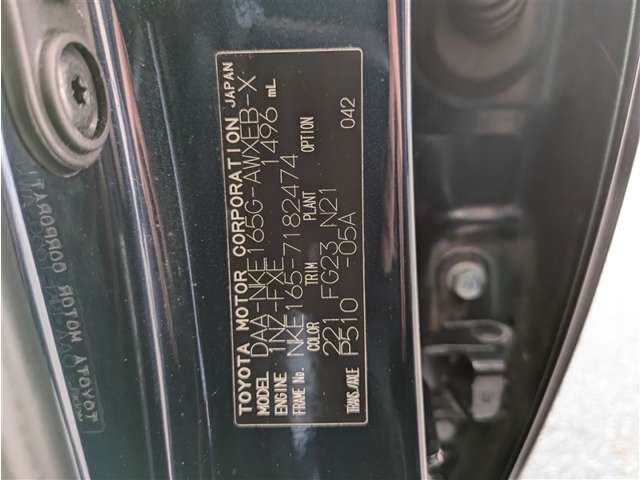 TOYOTA MOTOR CORPORATION JAPAN
MODEL DAA-NKE165G-AWXEB-X
ENGINE 1NZ-FXE 1496 mL
FRAME No. NKE165-7182474
COLOR TRIM PLANT OPTION
221 FG23 N21 042
TRANS./AXLE P510 -05A